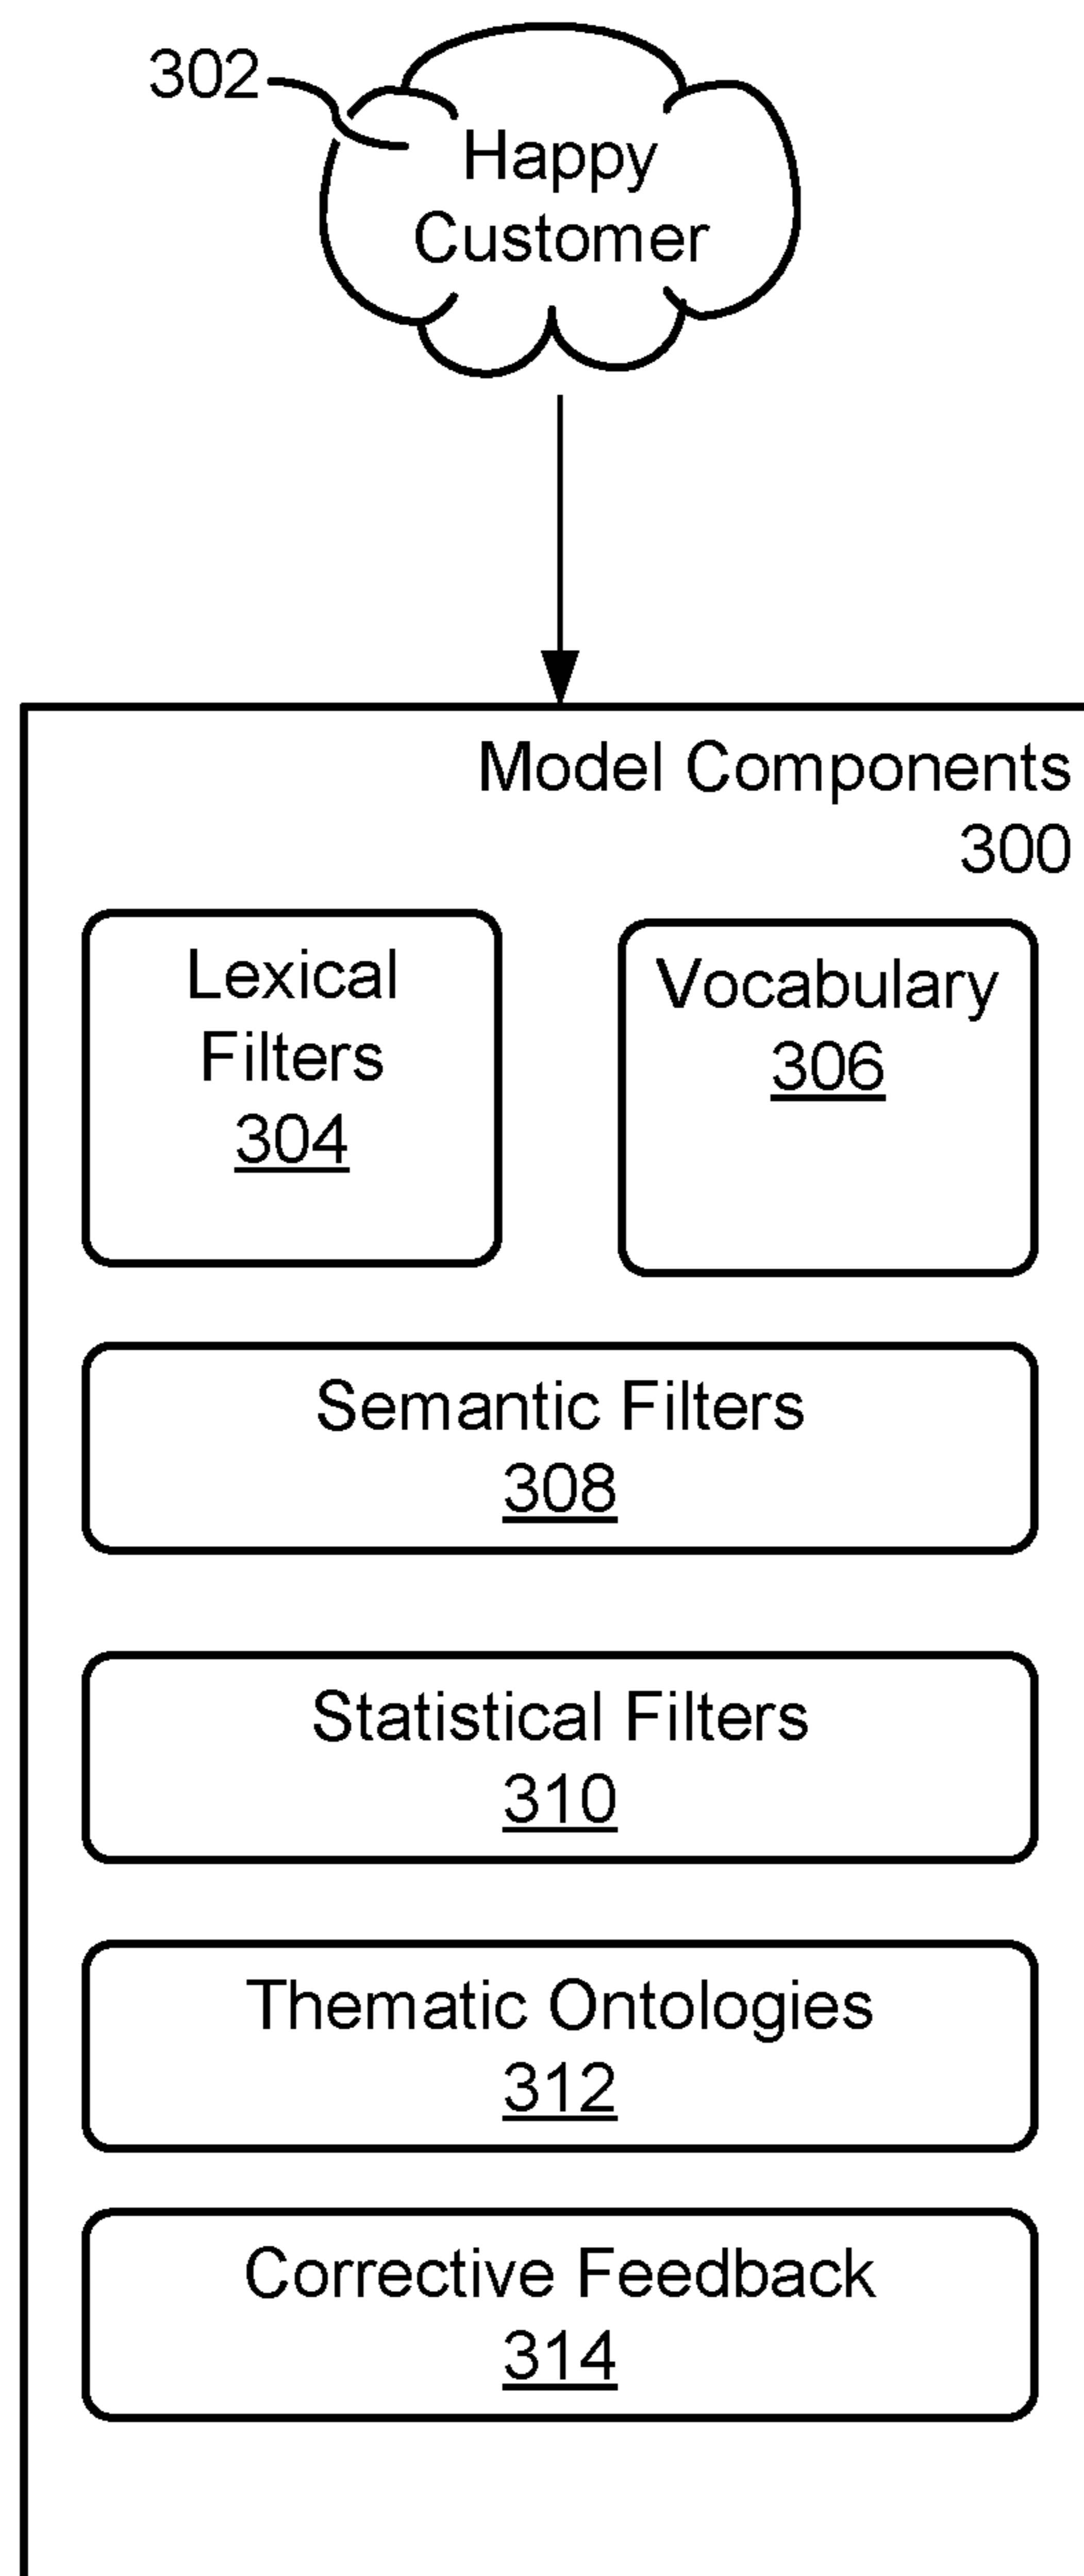 302
Happy
Customer
Model Components
300
Lexical
Filters
304
Vocabulary
306
Semantic Filters
308
Statistical Filters
310
Thematic Ontologies
312
Corrective Feedback
314